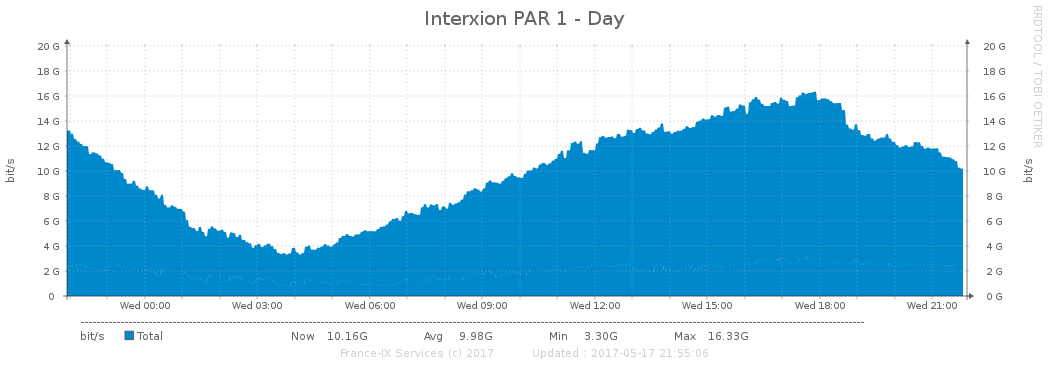 Interxion PAR 1 - Day
RRDTOOL / TOBI OETIKER
bit/s
20 G
18 G
16 G
14 G
12 G
10 G
8 G
6 G
4 G
2 G
0
20 G
18 G
16 G
14 G
12 G
10 G
8 G
6 G
4 G
2 G
0 G
bit/s
Wed 00:00 Wed 03:00 Wed 06:00 Wed 09:00 Wed 12:00 Wed 15:00 Wed 18:00 Wed 21:00
bit/s Total Now 10.16G Avg 9.98G Min 3.30G Max 16.33G
France-IX Services (c) 2017 Updated : 2017-05-17 21:55:06